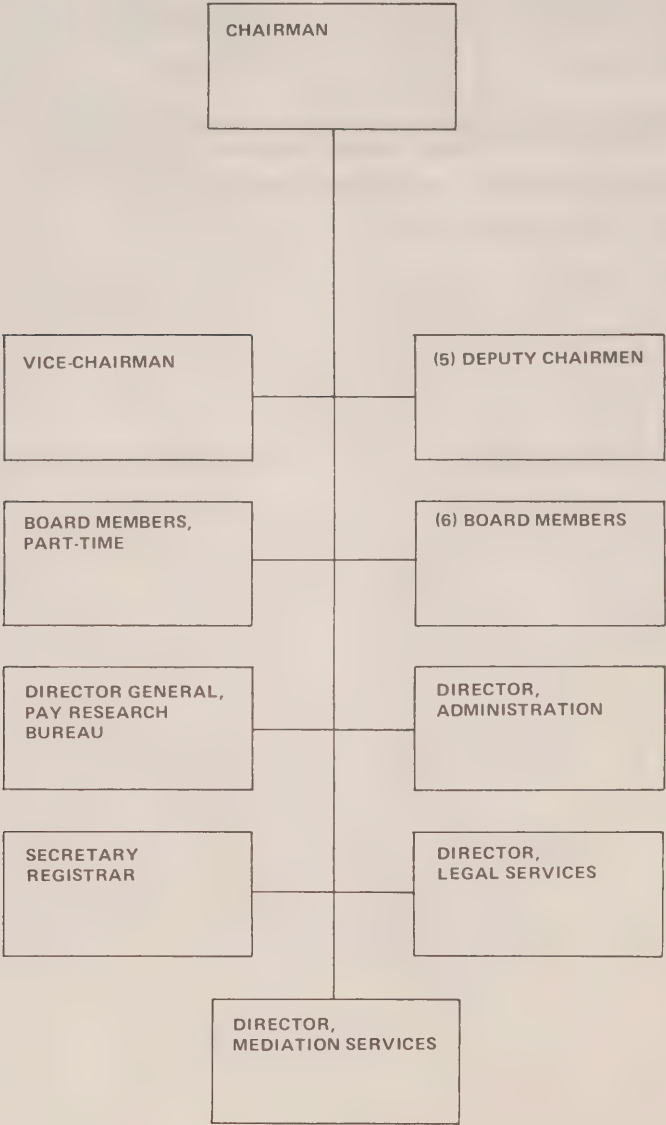 CHAIRMAN
VICE-CHAIRMAN
(5) DEPUTY CHAIRMEN
BOARD MEMBERS,
PART-TIME
(6) BOARD MEMBERS
DIRECTOR GENERAL,
PAY RESEARCH
BUREAU
DIRECTOR,
ADMINISTRATION
SECRETARY
REGISTRAR
DIRECTOR,
LEGAL SERVICES
DIRECTOR,
MEDIATION SERVICES